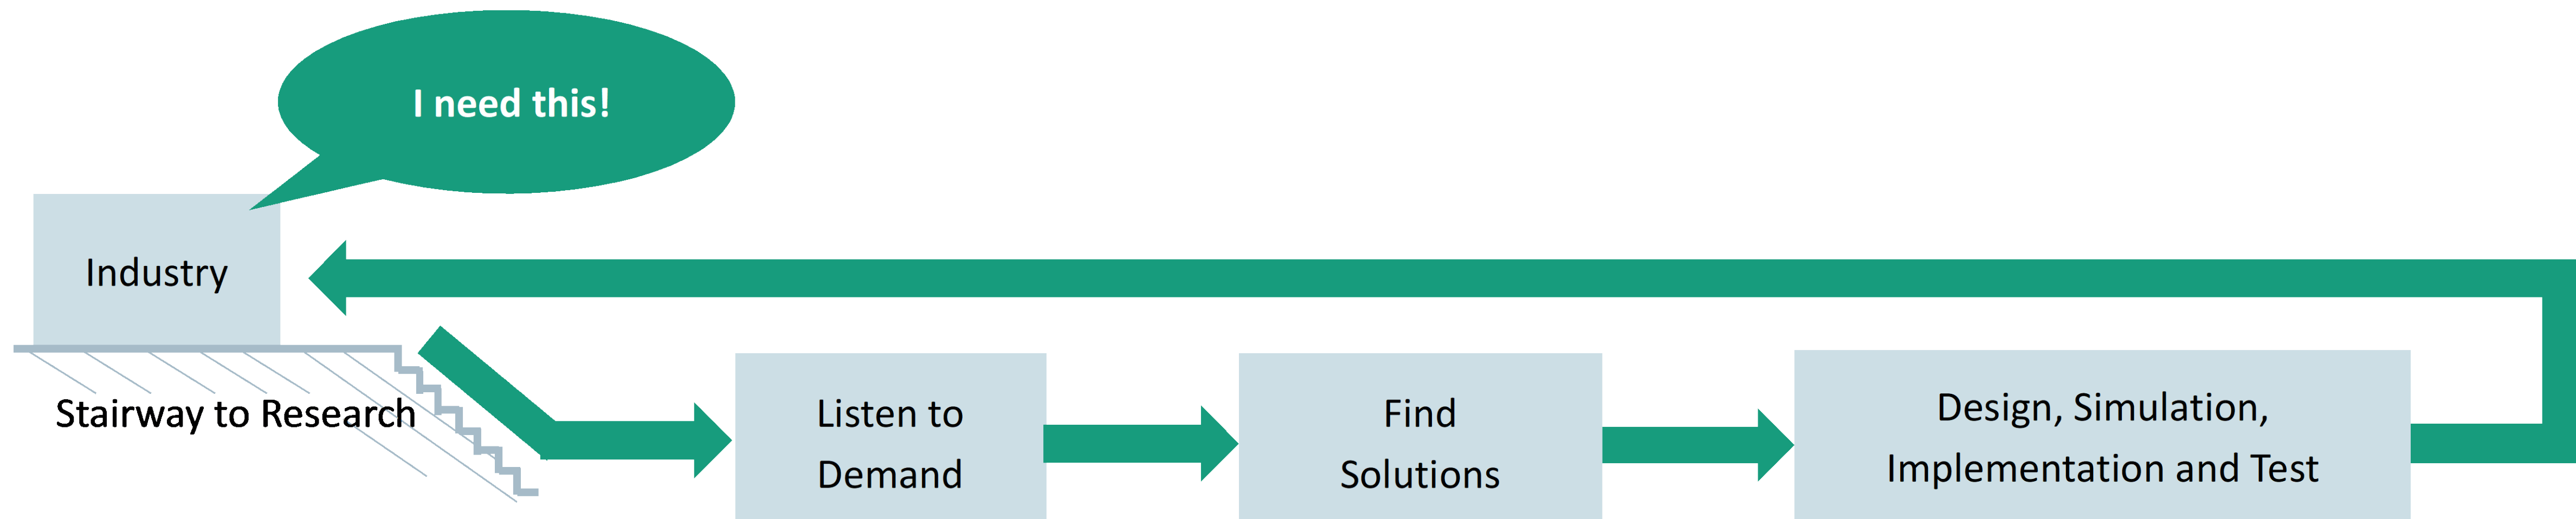 I need this!
Industry
Stairway to Research
Listen to
Demand
Find
Solutions
Design, Simulation,
Implementation and Test